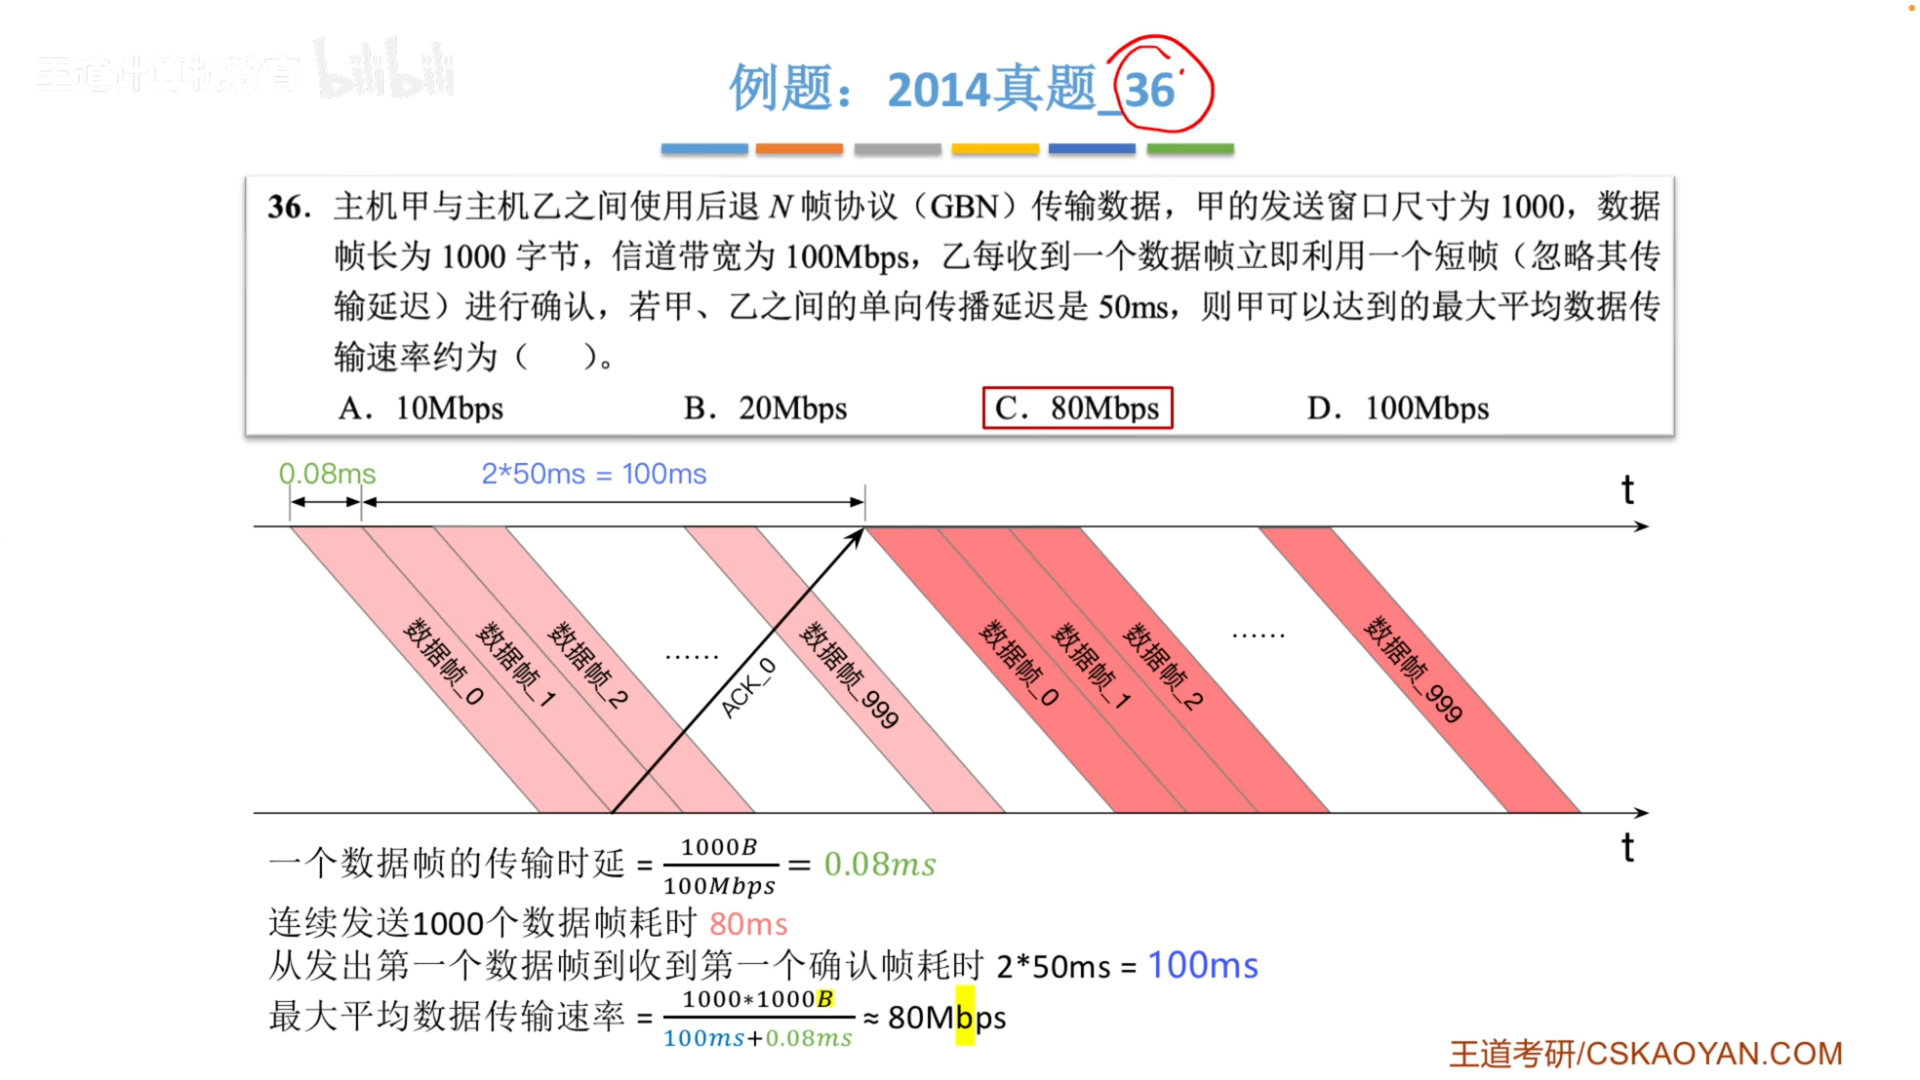 王道计算机教育 bilibili
例题：2014真题_36
36. 主机甲与主机乙之间使用后退 N 帧协议（GBN）传输数据，甲的发送窗口尺寸为 1000，数据
帧长为 1000 字节，信道带宽为 100Mbps，乙每收到一个数据帧立即利用一个短帧（忽略其传
输延迟）进行确认，若甲、乙之间的单向传播延迟是 50ms，则甲可以达到的最大平均数据传
输速率约为（ ）。
A. 10Mbps B. 20Mbps C. 80Mbps D. 100Mbps
0.08ms 2*50ms = 100ms
t
数据帧_0 数据帧_1 数据帧_2 …… ACK_0 数据帧_999 数据帧_0 数据帧_1 数据帧_2 …… 数据帧_999
t
一个数据帧的传输时延 = 1000B / 100Mbps = 0.08ms
连续发送1000个数据帧耗时 80ms
从发出第一个数据帧到收到第一个确认帧耗时 2*50ms = 100ms
最大平均数据传输速率 = 1000*1000B / 100ms+0.08ms ≈ 80Mbps
王道考研/CSKAOYAN.COM